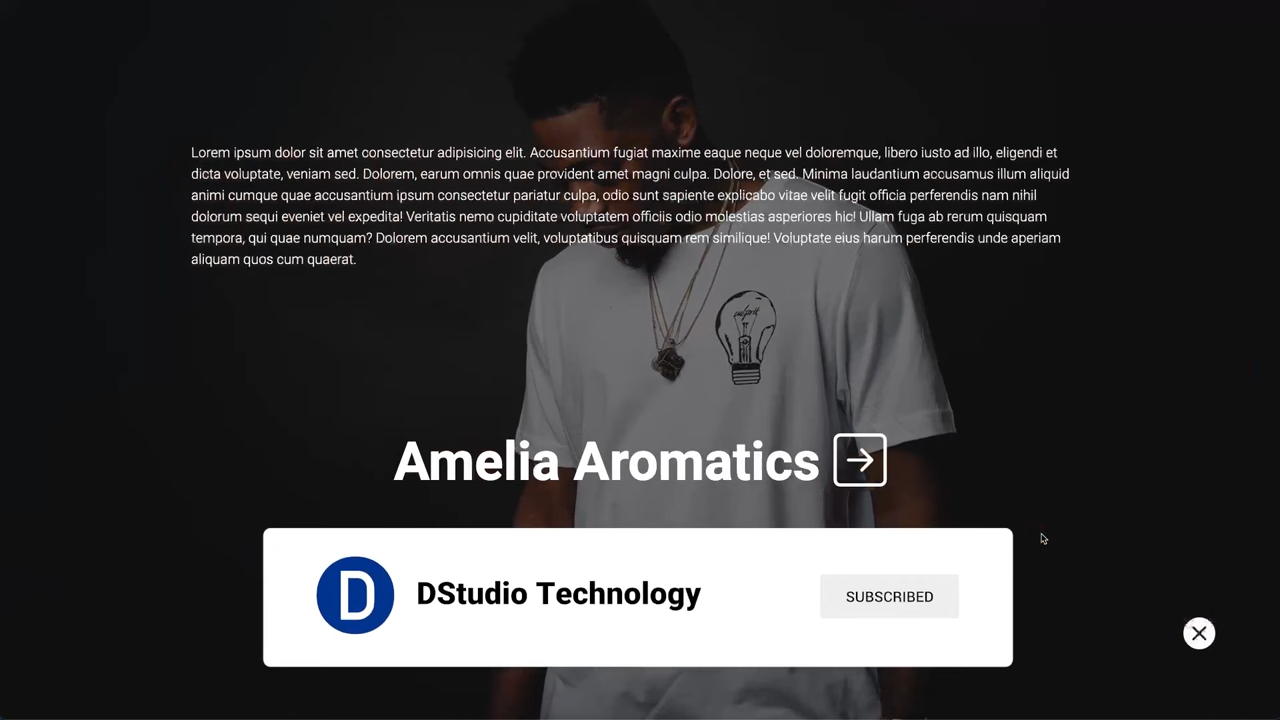 Lorem ipsum dolor sit amet consectetur adipisicing elit. Accusantium fugiat maxime eaque neque vel doloremque, libero iusto ad illo, eligendi et
dicta voluptate, veniam sed. Dolorem, earum omnis quae provident amet magni culpa. Dolore, et sed. Minima laudantium accusamus illum aliquid
animi cumque quae accusantium ipsum consectetur pariatur culpa, odio sunt sapiente explicabo vitae velit fugit officia perferendis nam nihil
dolorum sequi eveniet vel expedita! Veritatis nemo cupiditate voluptatem officiis odio molestias asperiores hic! Ullam fuga ab rerum quisquam
tempora, qui quae numquam? Dolorem accusantium velit, voluptatibus quisquam rem similique! Voluptate eius harum perferendis unde aperiam
aliquam quos cum quaerat.
culprit
Amelia Aromatics
D
DStudio Technology
SUBSCRIBED